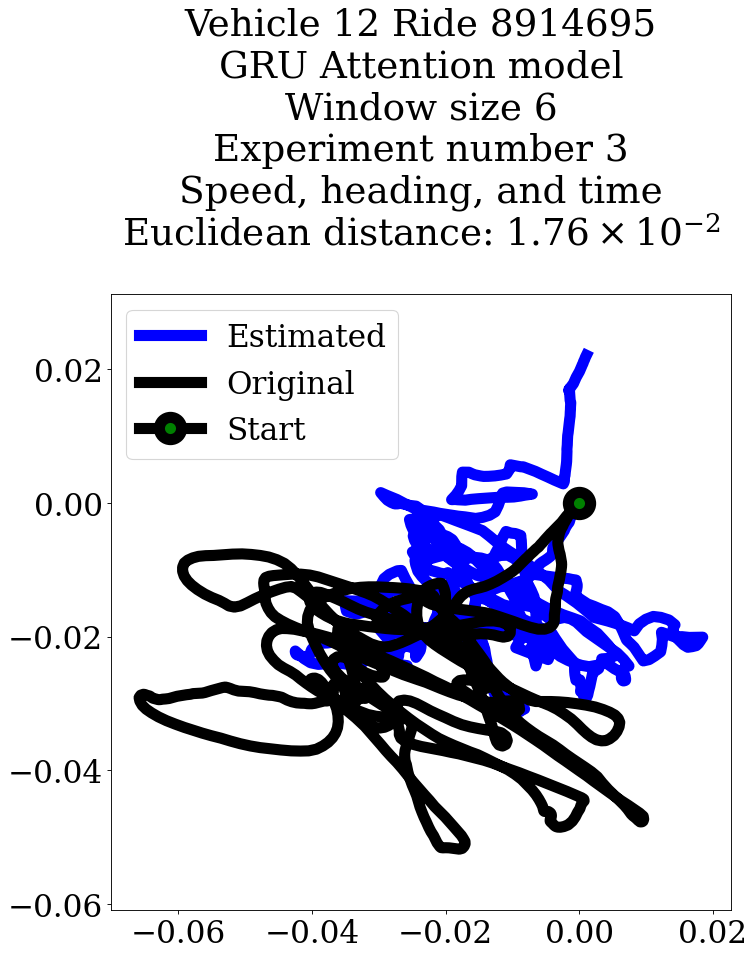 Vehicle 12 Ride 8914695
GRU Attention model
Window size 6
Experiment number 3
Speed, heading, and time
Euclidean distance: 1.76 × 10⁻²
Estimated
Original
Start
0.02
0.00
−0.02
−0.04
−0.06
−0.06 −0.04 −0.02 0.00 0.02